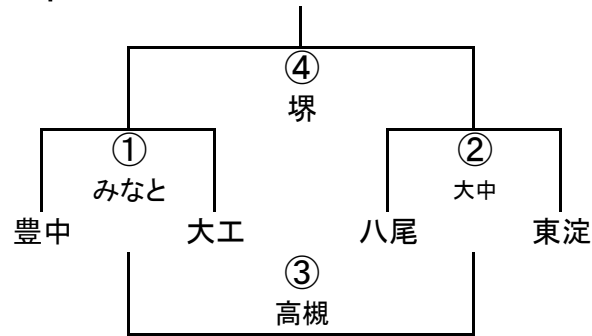 ④
堺
① ②
みなと 大中
豊中 大工 八尾 東淀
③
高槻